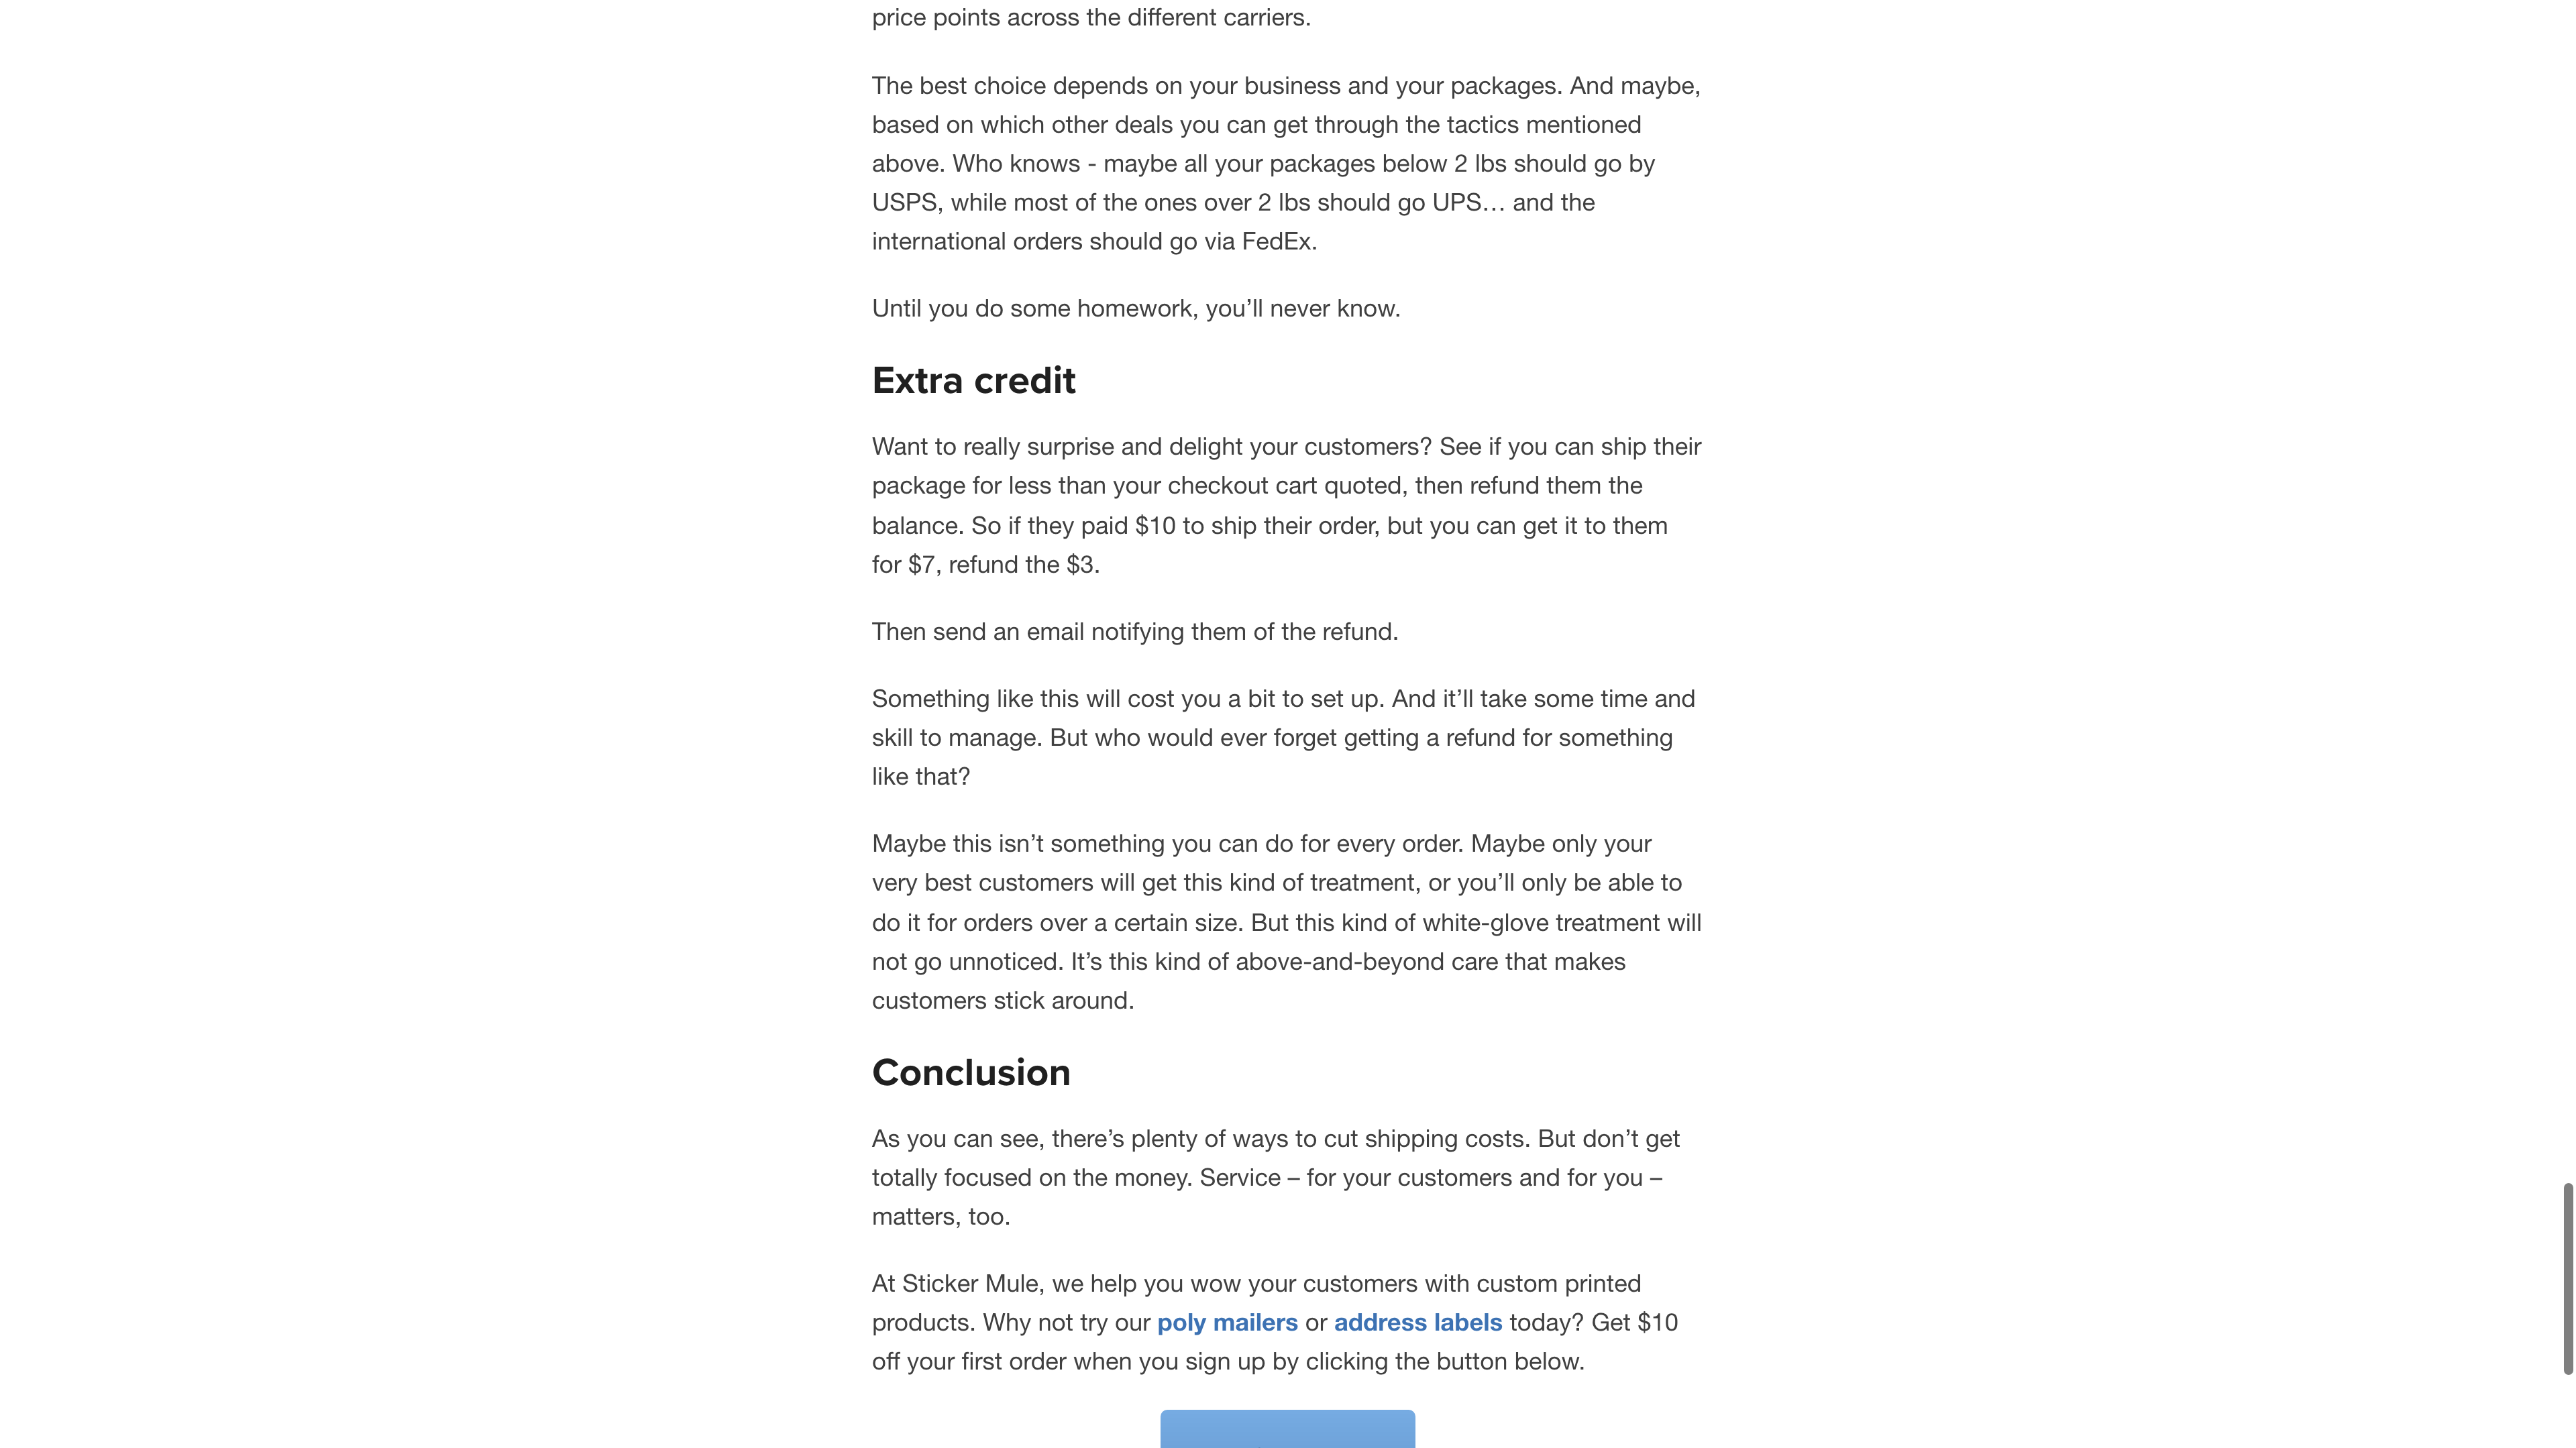 price points across the different carriers.
The best choice depends on your business and your packages. And maybe,
based on which other deals you can get through the tactics mentioned
above. Who knows - maybe all your packages below 2 lbs should go by
USPS, while most of the ones over 2 lbs should go UPS… and the
international orders should go via FedEx.
Until you do some homework, you’ll never know.
Extra credit
Want to really surprise and delight your customers? See if you can ship their
package for less than your checkout cart quoted, then refund them the
balance. So if they paid $10 to ship their order, but you can get it to them
for $7, refund the $3.
Then send an email notifying them of the refund.
Something like this will cost you a bit to set up. And it’ll take some time and
skill to manage. But who would ever forget getting a refund for something
like that?
Maybe this isn’t something you can do for every order. Maybe only your
very best customers will get this kind of treatment, or you’ll only be able to
do it for orders over a certain size. But this kind of white-glove treatment will
not go unnoticed. It’s this kind of above-and-beyond care that makes
customers stick around.
Conclusion
As you can see, there’s plenty of ways to cut shipping costs. But don’t get
totally focused on the money. Service – for your customers and for you –
matters, too.
At Sticker Mule, we help you wow your customers with custom printed
products. Why not try our poly mailers or address labels today? Get $10
off your first order when you sign up by clicking the button below.